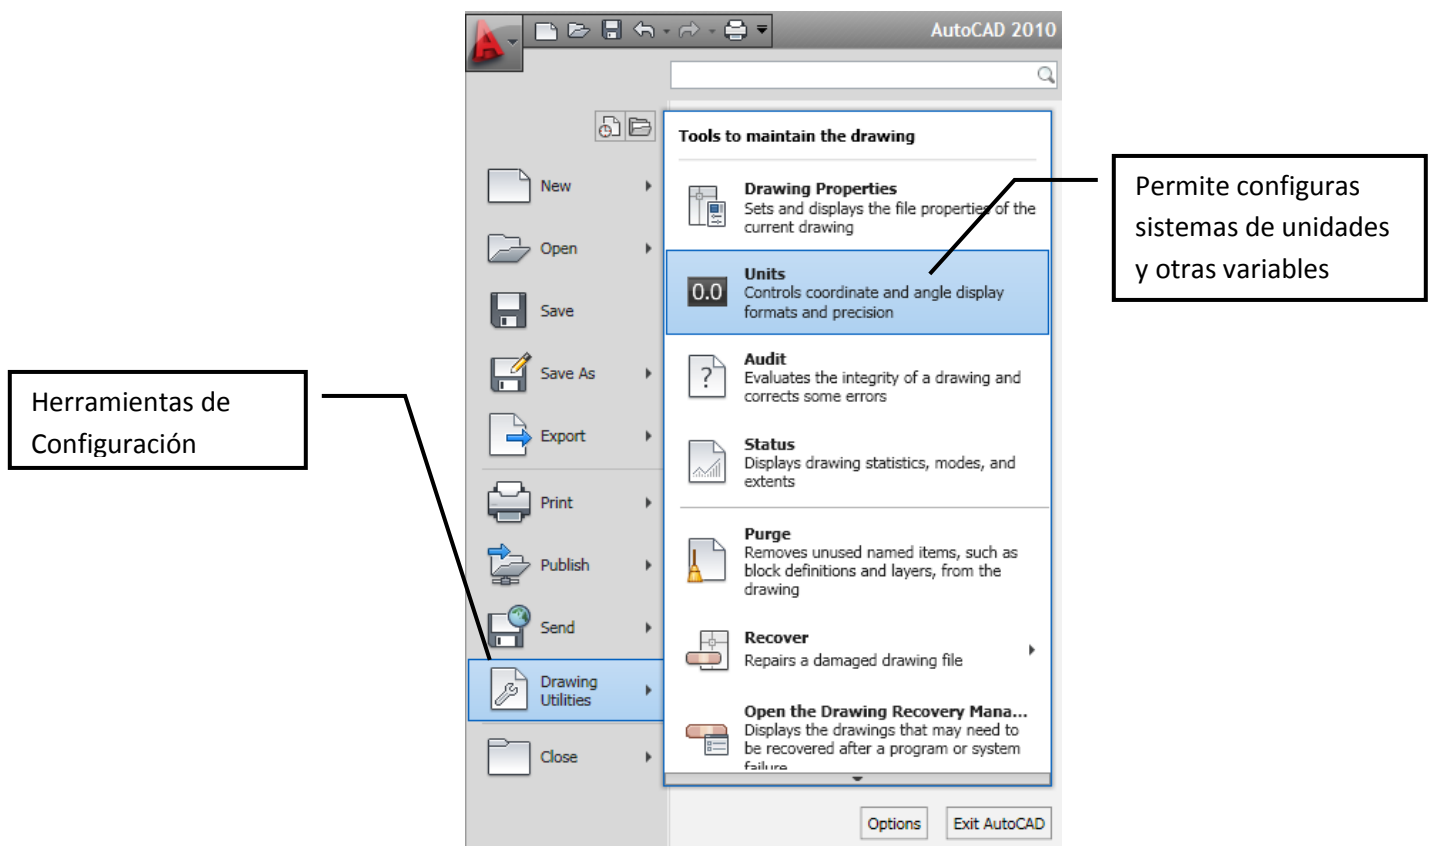 AutoCAD 2010
Tools to maintain the drawing
New
Open
Save
Save As
Export
Print
Publish
Send
Drawing
Utilities
Close
Drawing Properties
Sets and displays the file properties of the
current drawing
Units
0.0
Controls coordinate and angle display
formats and precision
Audit
Evaluates the integrity of a drawing and
corrects some errors
Status
Displays drawing statistics, modes, and
extents
Purge
Removes unused named items, such as
block definitions and layers, from the
drawing
Recover
Repairs a damaged drawing file
Open the Drawing Recovery Mana...
Displays the drawings that may need to
be recovered after a program or system
failure
Options
Exit AutoCAD
Herramientas de
Configuración
Permite configuras
sistemas de unidades
y otras variables